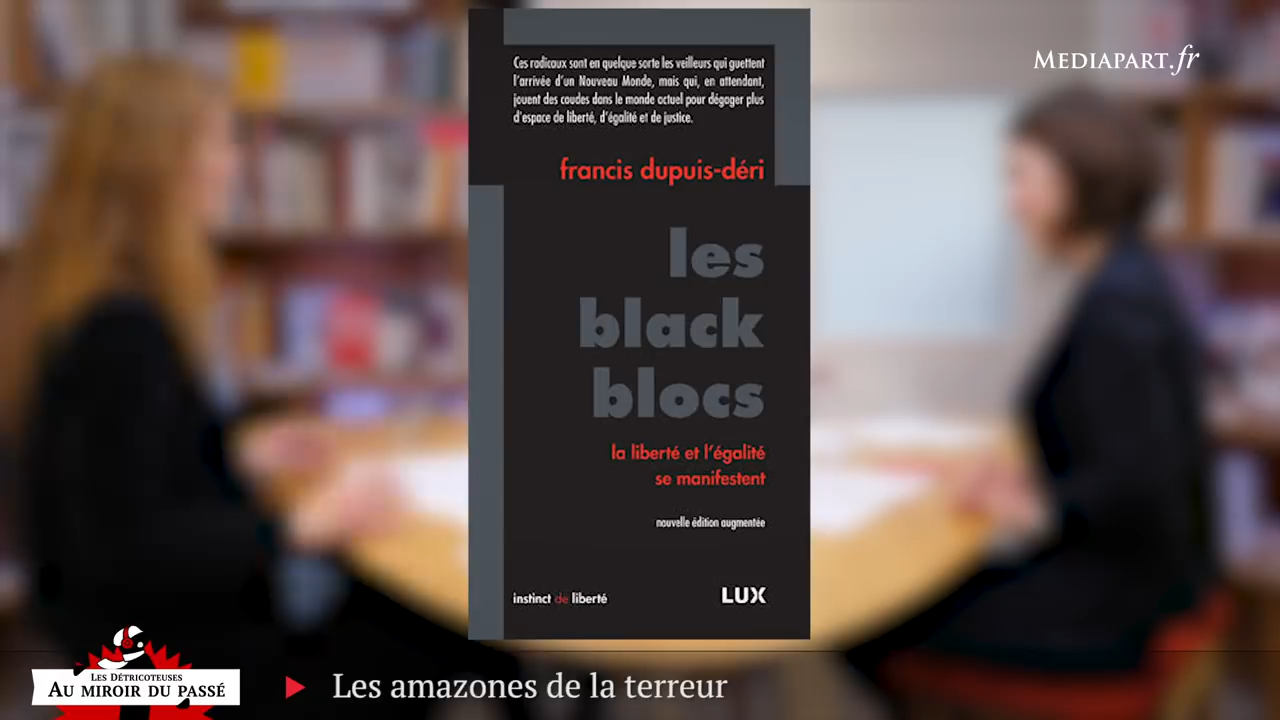 MEDIAPART.fr
Ces radicaux sont en quelque sorte les veilleurs qui guettent
l'arrivée d'un Nouveau Monde, mais qui, en attendant,
jouent des coudes dans le monde actuel pour dégager plus
d'espace de liberté, d'égalité et de justice.
francis dupuis-déri
les
black
blocs
la liberté et l'égalité
se manifestent
nouvelle édition augmentée
instinct de liberté
LUX
LES DÉTRICOTEUSES
AU MIROIR DU PASSÉ
Les amazones de la terreur